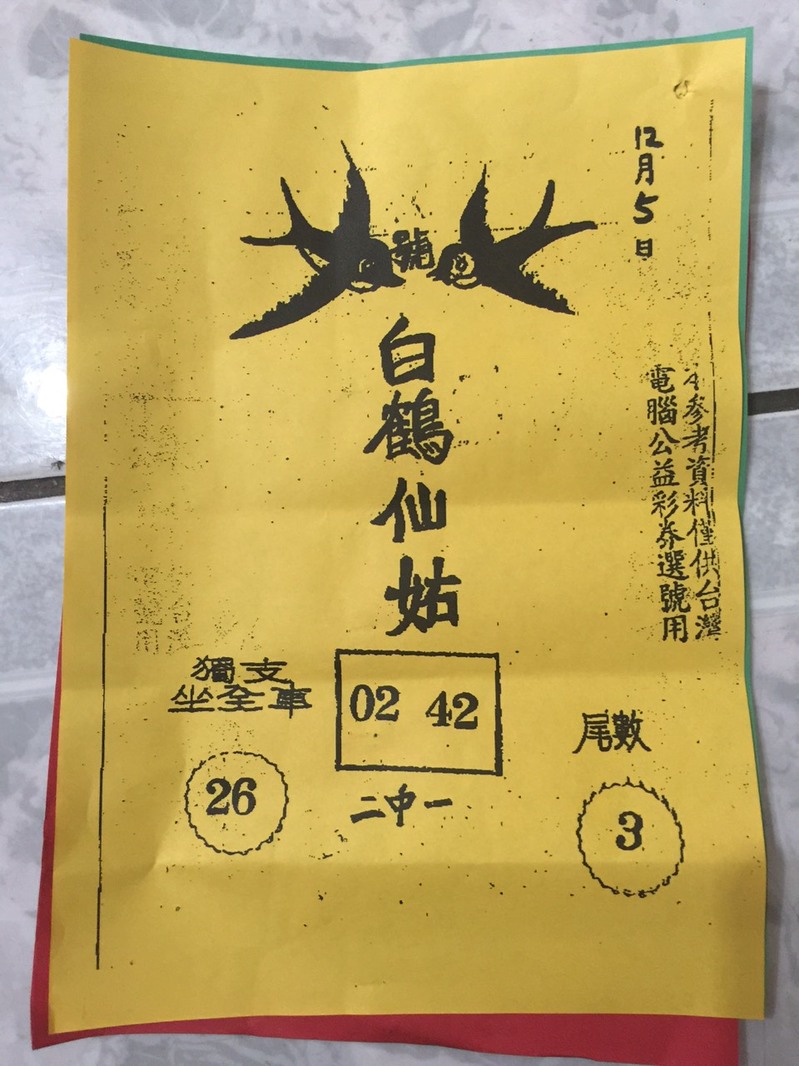 12月5日
號
白鶴仙姑
參考資料僅供台灣
電腦公益彩券選號用
獨支
坐全車
26
02 42
二中一
尾數
3